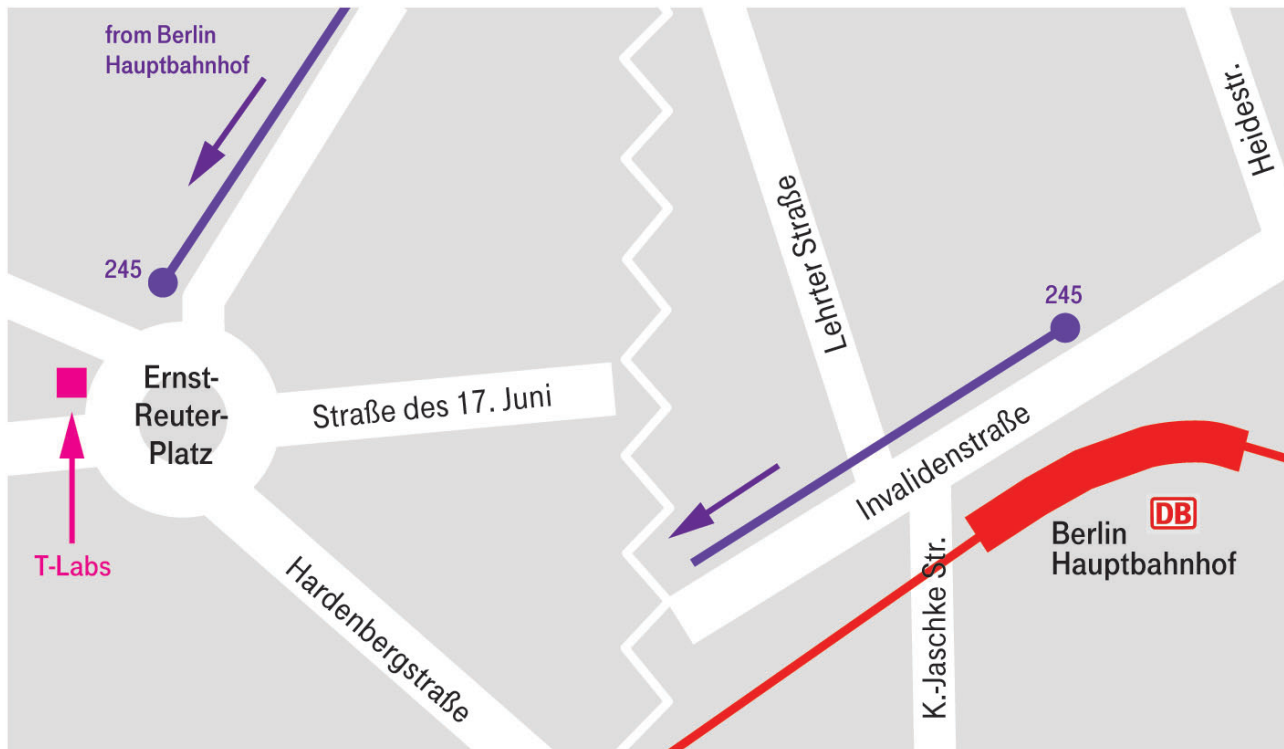 from Berlin
Hauptbahnhof
245
Ernst-
Reuter-
Platz
Straße des 17. Juni
T-Labs
Hardenbergstraße
Lehrter Straße
Heidestr.
245
Invalidenstraße
K.-Jaschke Str.
DB
Berlin
Hauptbahnhof